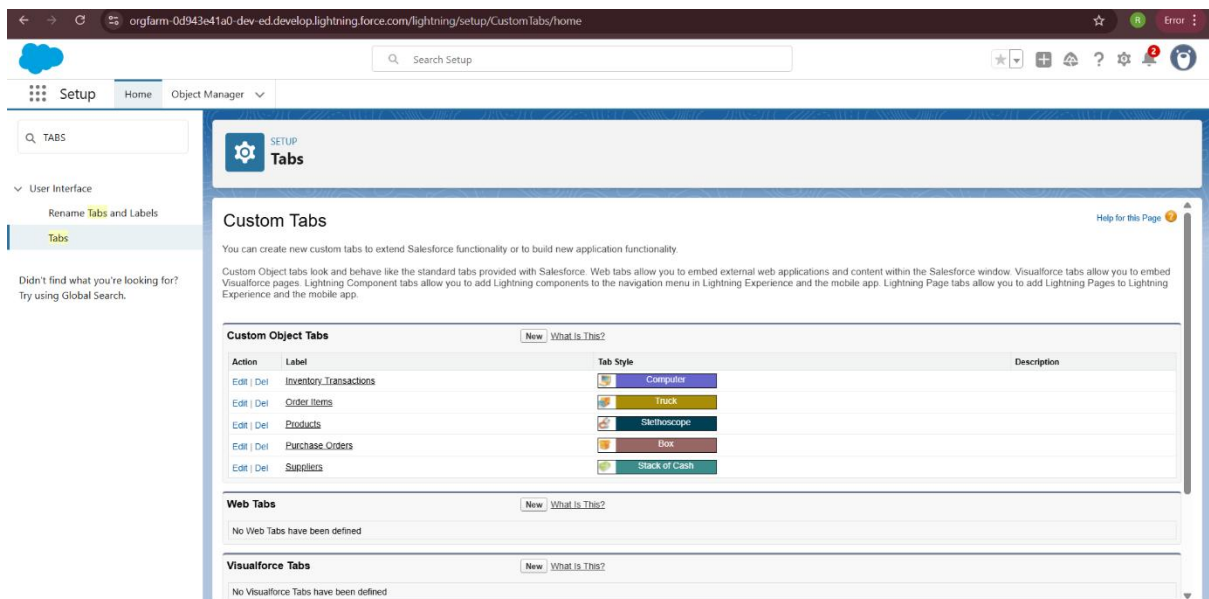 orgfarm-0d943e41a0-dev-ed.develop.lightning.force.com/lightning/setup/CustomTabs/home
R
Error
Search Setup
2
Setup
Home
Object Manager
TABS
User Interface
Rename Tabs and Labels
Tabs
Didn't find what you're looking for?
Try using Global Search.
SETUP
Tabs
Custom Tabs
Help for this Page
You can create new custom tabs to extend Salesforce functionality or to build new application functionality.
Custom Object tabs look and behave like the standard tabs provided with Salesforce. Web tabs allow you to embed external web applications and content within the Salesforce window. Visualforce tabs allow you to embed
Visualforce pages. Lightning Component tabs allow you to add Lightning components to the navigation menu in Lightning Experience and the mobile app. Lightning Page tabs allow you to add Lightning Pages to Lightning
Experience and the mobile app.
Custom Object Tabs New What Is This?
Action Label Tab Style Description
Edit | Del Inventory Transactions Computer
Edit | Del Order Items Truck
Edit | Del Products Stethoscope
Edit | Del Purchase Orders Box
Edit | Del Suppliers Stack of Cash
Web Tabs New What Is This?
No Web Tabs have been defined
Visualforce Tabs New What Is This?
No Visualforce Tabs have been defined